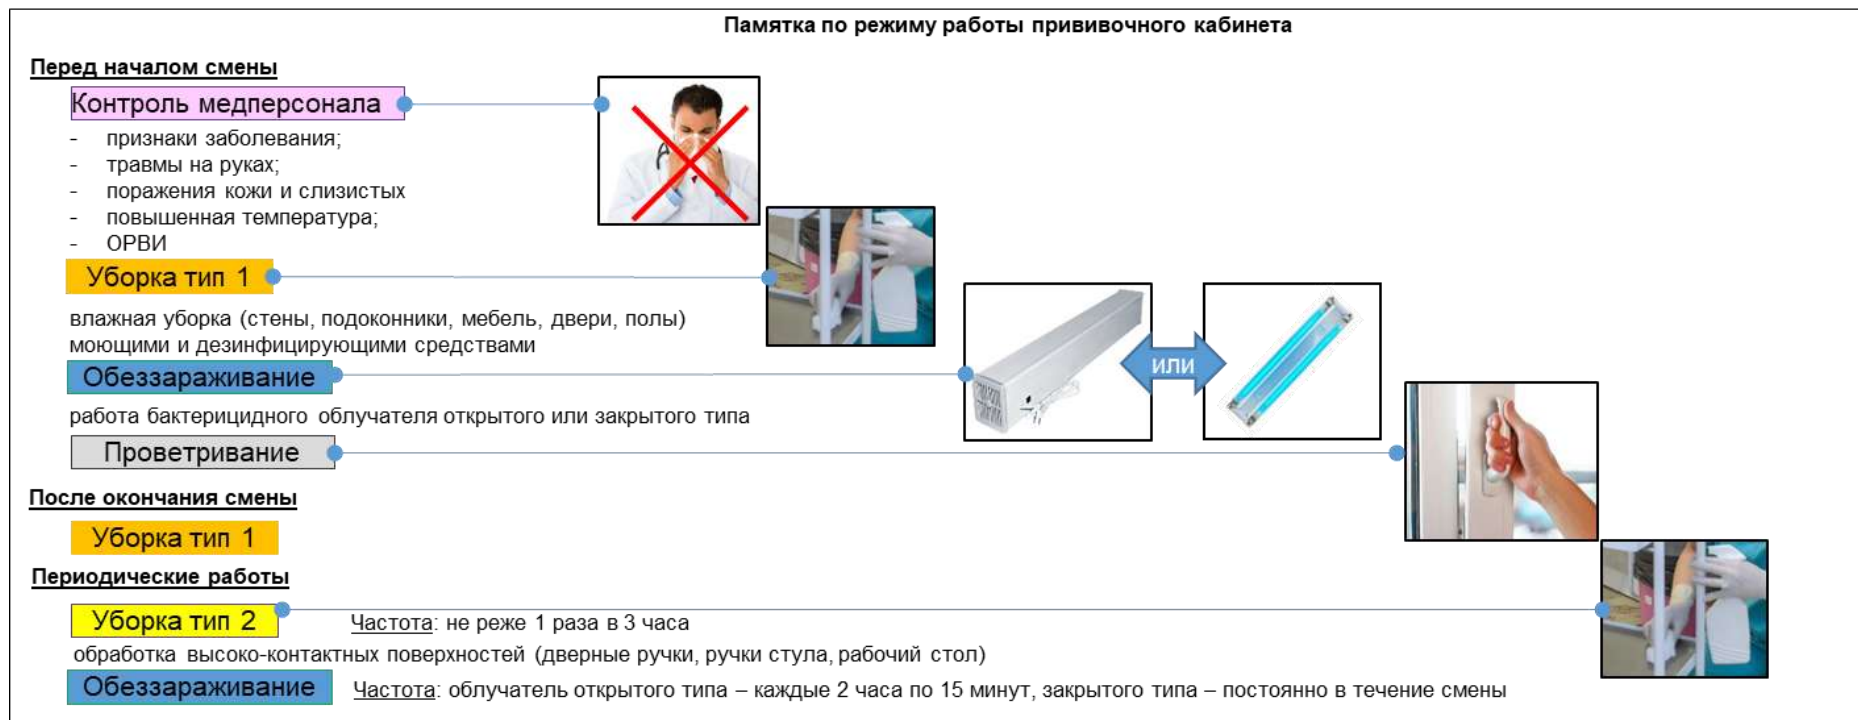 Памятка по режиму работы прививочного кабинета
Перед началом смены
Контроль медперсонала
- признаки заболевания;
- травмы на руках;
- поражения кожи и слизистых
- повышенная температура;
- ОРВИ
Уборка тип 1
влажная уборка (стены, подоконники, мебель, двери, полы)
моющими и дезинфицирующими средствами
Обеззараживание
или
работа бактерицидного облучателя открытого или закрытого типа
Проветривание
После окончания смены
Уборка тип 1
Периодические работы
Уборка тип 2 Частота: не реже 1 раза в 3 часа
обработка высоко-контактных поверхностей (дверные ручки, ручки стула, рабочий стол)
Обеззараживание Частота: облучатель открытого типа – каждые 2 часа по 15 минут, закрытого типа – постоянно в течение смены